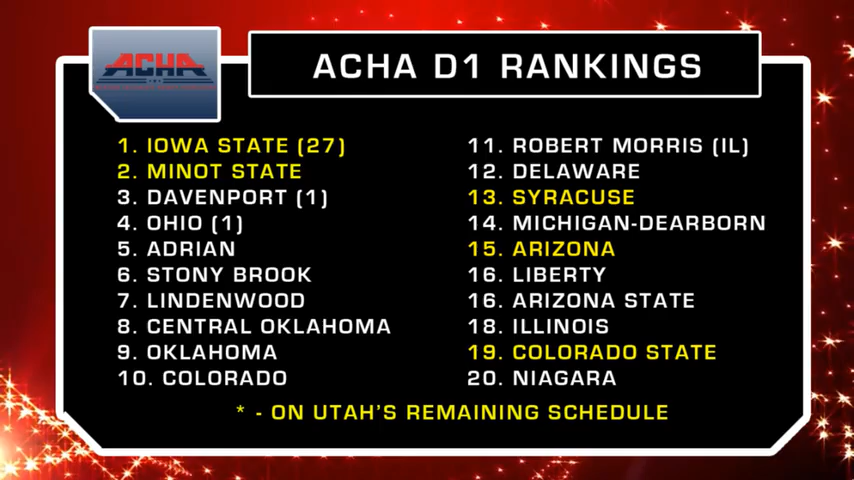 ACHA
ACHA D1 RANKINGS
1. IOWA STATE (27)
2. MINOT STATE
3. DAVENPORT (1)
4. OHIO (1)
5. ADRIAN
6. STONY BROOK
7. LINDENWOOD
8. CENTRAL OKLAHOMA
9. OKLAHOMA
10. COLORADO
11. ROBERT MORRIS (IL)
12. DELAWARE
13. SYRACUSE
14. MICHIGAN-DEARBORN
15. ARIZONA
16. LIBERTY
16. ARIZONA STATE
18. ILLINOIS
19. COLORADO STATE
20. NIAGARA
* - ON UTAH'S REMAINING SCHEDULE